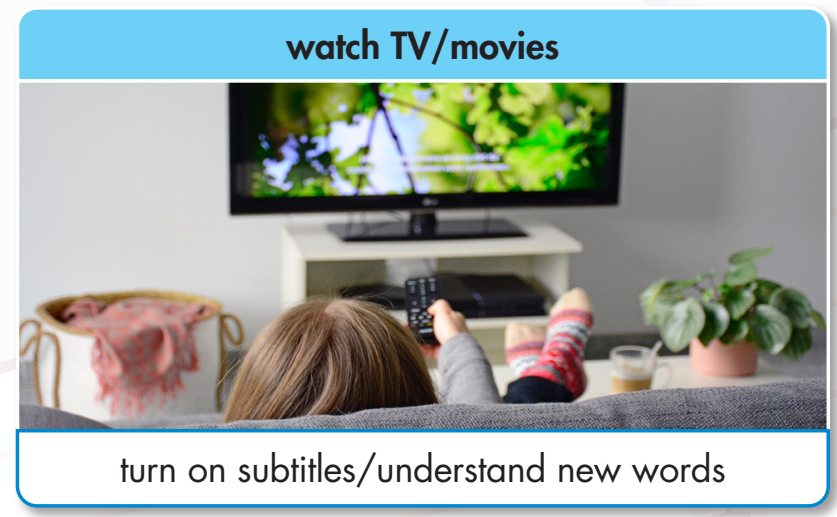 watch TV/movies
turn on subtitles/understand new words